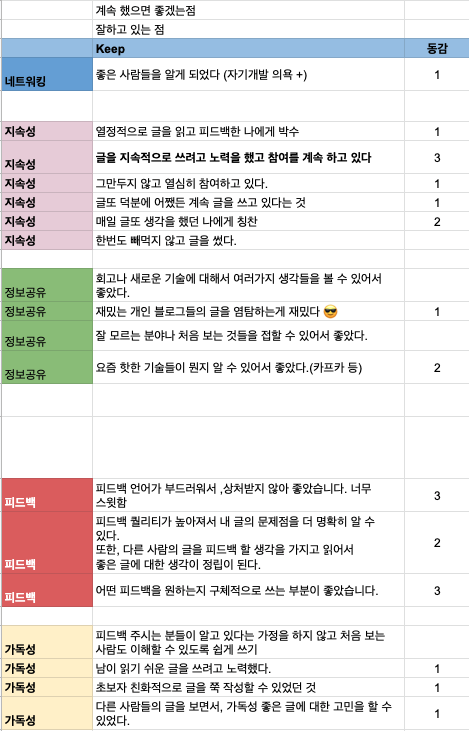 계속 했으면 좋겠는점
잘하고 있는 점
Keep 동감
네트워킹 좋은 사람들을 알게 되었다 (자기개발 의욕 +) 1
지속성 열정적으로 글을 읽고 피드백한 나에게 박수 1
지속성 글을 지속적으로 쓰려고 노력을 했고 참여를 계속 하고 있다 3
지속성 그만두지 않고 열심히 참여하고 있다. 1
지속성 글또 덕분에 어쨌든 계속 글을 쓰고 있다는 것 1
지속성 매일 글또 생각을 했던 나에게 칭찬 2
지속성 한번도 빼먹지 않고 글을 썼다.
정보공유 회고나 새로운 기술에 대해서 여러가지 생각들을 볼 수 있어서
좋았다.
정보공유 재밌는 개인 블로그들의 글을 염탐하는게 재밌다 😎 1
정보공유 잘 모르는 분야나 처음 보는 것들을 접할 수 있어서 좋았다.
정보공유 요즘 핫한 기술들이 뭔지 알 수 있어서 좋았다.(카프카 등) 2
피드백 피드백 언어가 부드러워서 ,상처받지 않아 좋았습니다. 너무
스윗함 3
피드백 퀄리티가 높아져서 내 글의 문제점을 더 명확히 알 수
있다.
또한, 다른 사람의 글을 피드백 할 생각을 가지고 읽어서
피드백 좋은 글에 대한 생각이 정립이 된다. 2
피드백 어떤 피드백을 원하는지 구체적으로 쓰는 부분이 좋았습니다. 3
피드백 주시는 분들이 알고 있다는 가정을 하지 않고 처음 보는
가독성 사람도 이해할 수 있도록 쉽게 쓰기
가독성 남이 읽기 쉬운 글을 쓰려고 노력했다. 1
가독성 초보자 친화적으로 글을 쭉 작성할 수 있었던 것 1
가독성 다른 사람들의 글을 보면서, 가독성 좋은 글에 대한 고민을 할 수
있었다. 1